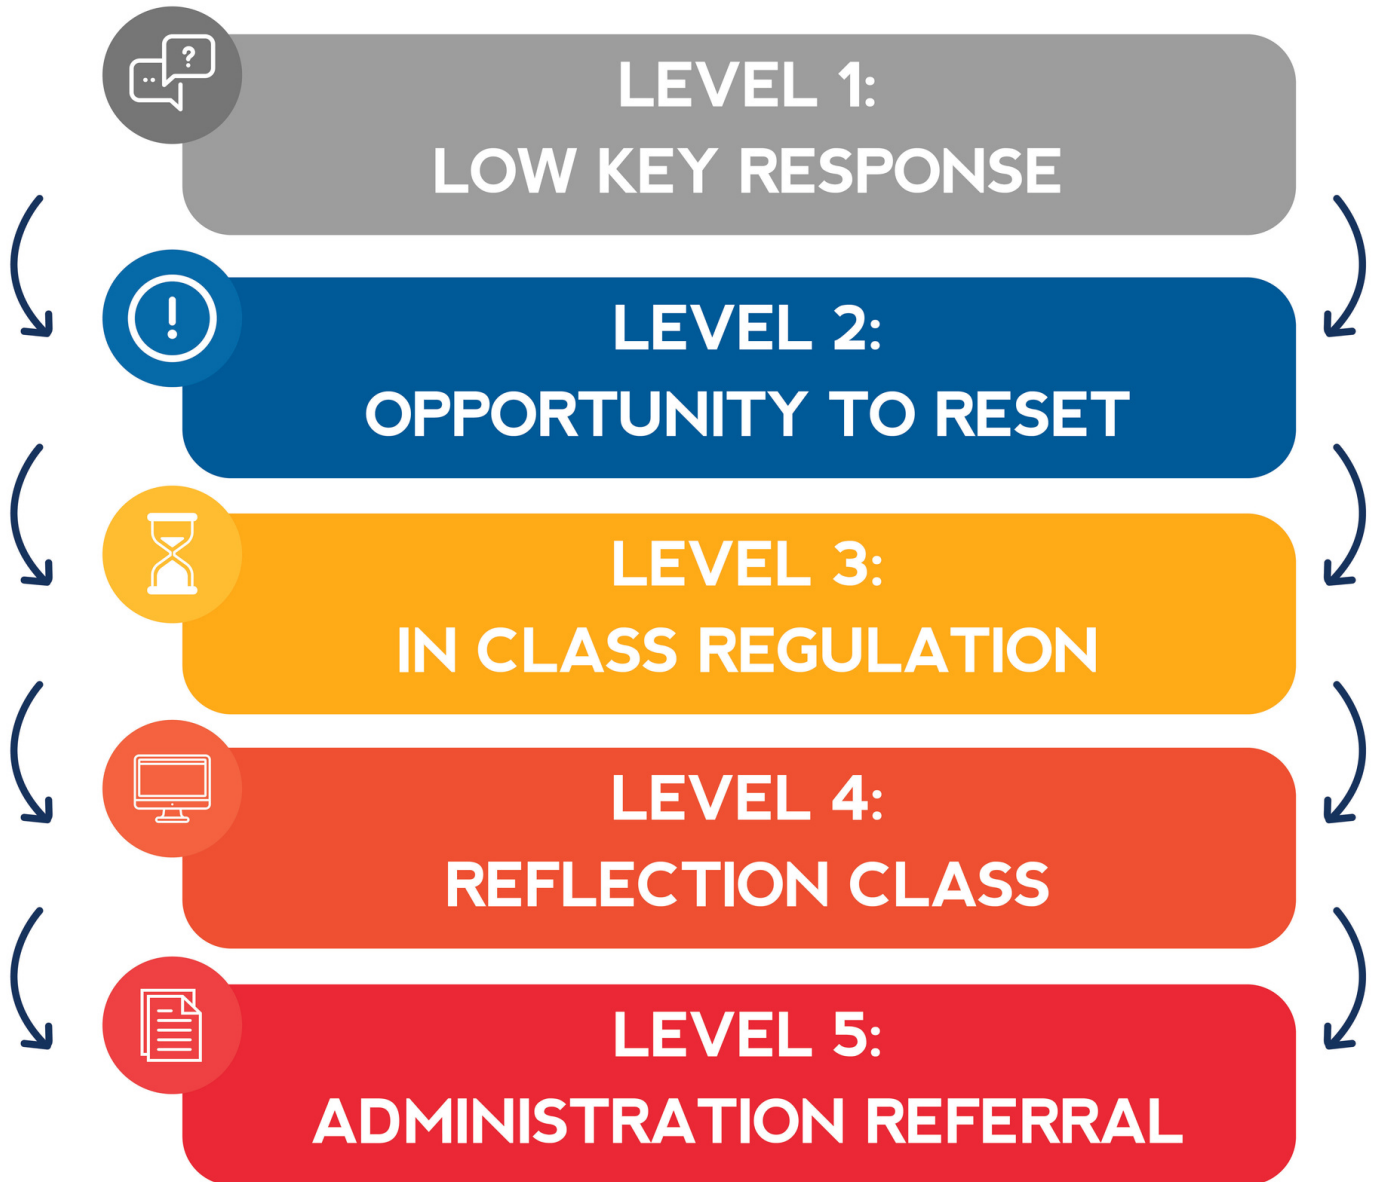 LEVEL 1:
LOW KEY RESPONSE
LEVEL 2:
OPPORTUNITY TO RESET
LEVEL 3:
IN CLASS REGULATION
LEVEL 4:
REFLECTION CLASS
LEVEL 5:
ADMINISTRATION REFERRAL